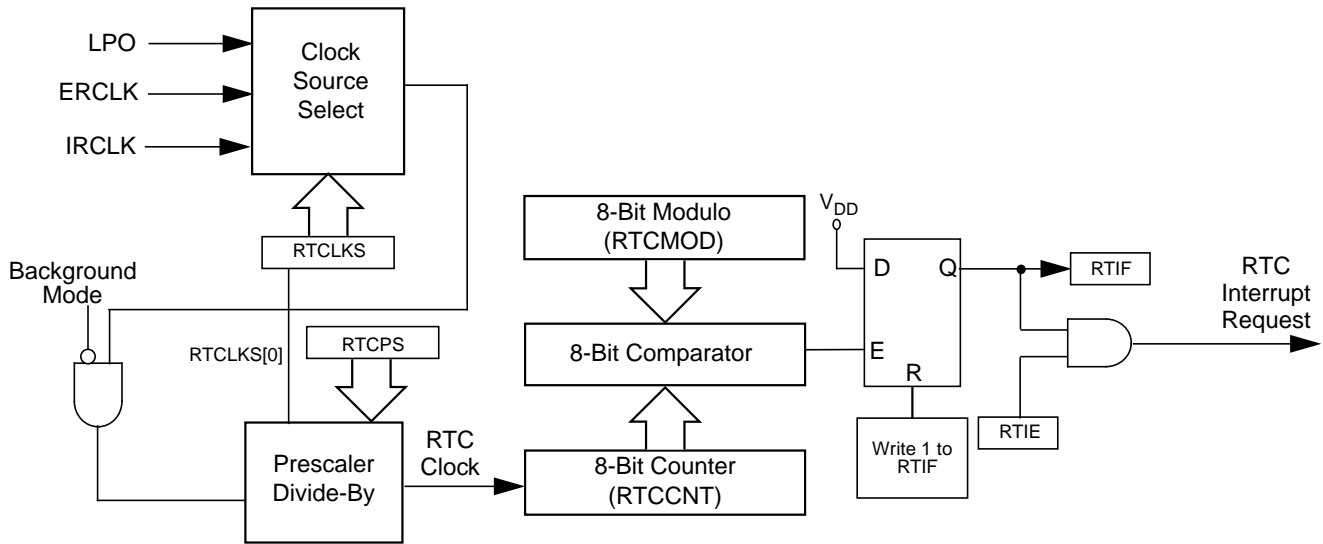 LPO
ERCLK
IRCLK
Clock
Source
Select
RTCLKS
Background
Mode
RTCLKS[0]
RTCPS
Prescaler
Divide-By
RTC
Clock
8-Bit Modulo
(RTCMOD)
8-Bit Comparator
8-Bit Counter
(RTCCNT)
VDD
D
Q
E
R
Write 1 to
RTIF
RTIF
RTIE
RTC
Interrupt
Request